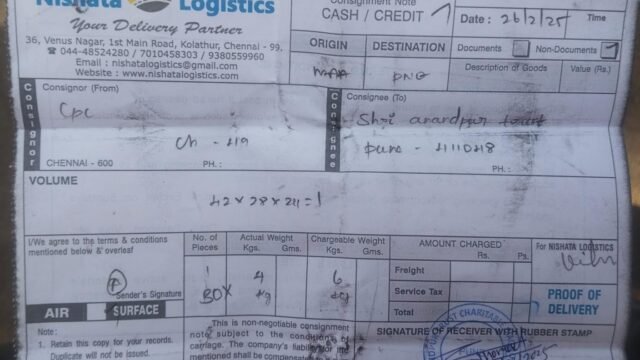 Nishata Logistics
Your Delivery Partner
36, Venus Nagar, 1st Main Road, Kolathur, Chennai - 99.
☎ 044-48524280 / 7010458303 / 9380559960
Email : nishatalogistics@gmail.com
Website : www.nishatalogistics.com
Consignment Note
CASH / CREDIT
Date : 26/2/25 Time
ORIGIN DESTINATION
Documents Non-Documents
MAA PNQ
Description of Goods Value (Rs.)
Consignor
Consignor (From)
CPC
Ch - 119
CHENNAI - 600 PH. :
Consignee
Consignee (To)
Shri anandpur trust
pune - 411048
PH. :
VOLUME
42 x 28 x 24 = 1
I/We agree to the terms & conditions
mentioned below & overleaf
Sender's Signature
AIR SURFACE
No. of Pieces
Actual Weight
Kgs. Gms.
Chargeable Weight
Kgs. Gms.
1 BOX
4 kg
6 kg
AMOUNT CHARGED
Rs. Ps.
Freight
Service Tax
Total
For NISHATA LOGISTICS
PROOF OF
DELIVERY
Note :
1. Retain this copy for your records.
Duplicate will not be issued.
This is non-negotiable consignment
note subject to the conditions of
carriage. The company's liability for
mentioned shall be
SIGNATURE OF RECEIVER WITH RUBBER STAMP
CHARITABLE